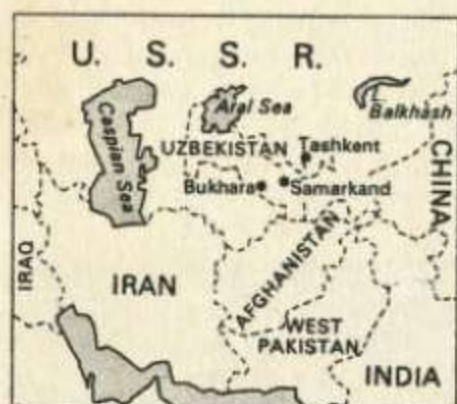 U. S. S. R.
Caspian Sea
Aral Sea
Balkhash
UZBEKISTAN
Tashkent
Bukhara
Samarkand
CHINA
IRAQ
IRAN
AFGHANISTAN
WEST
PAKISTAN
INDIA